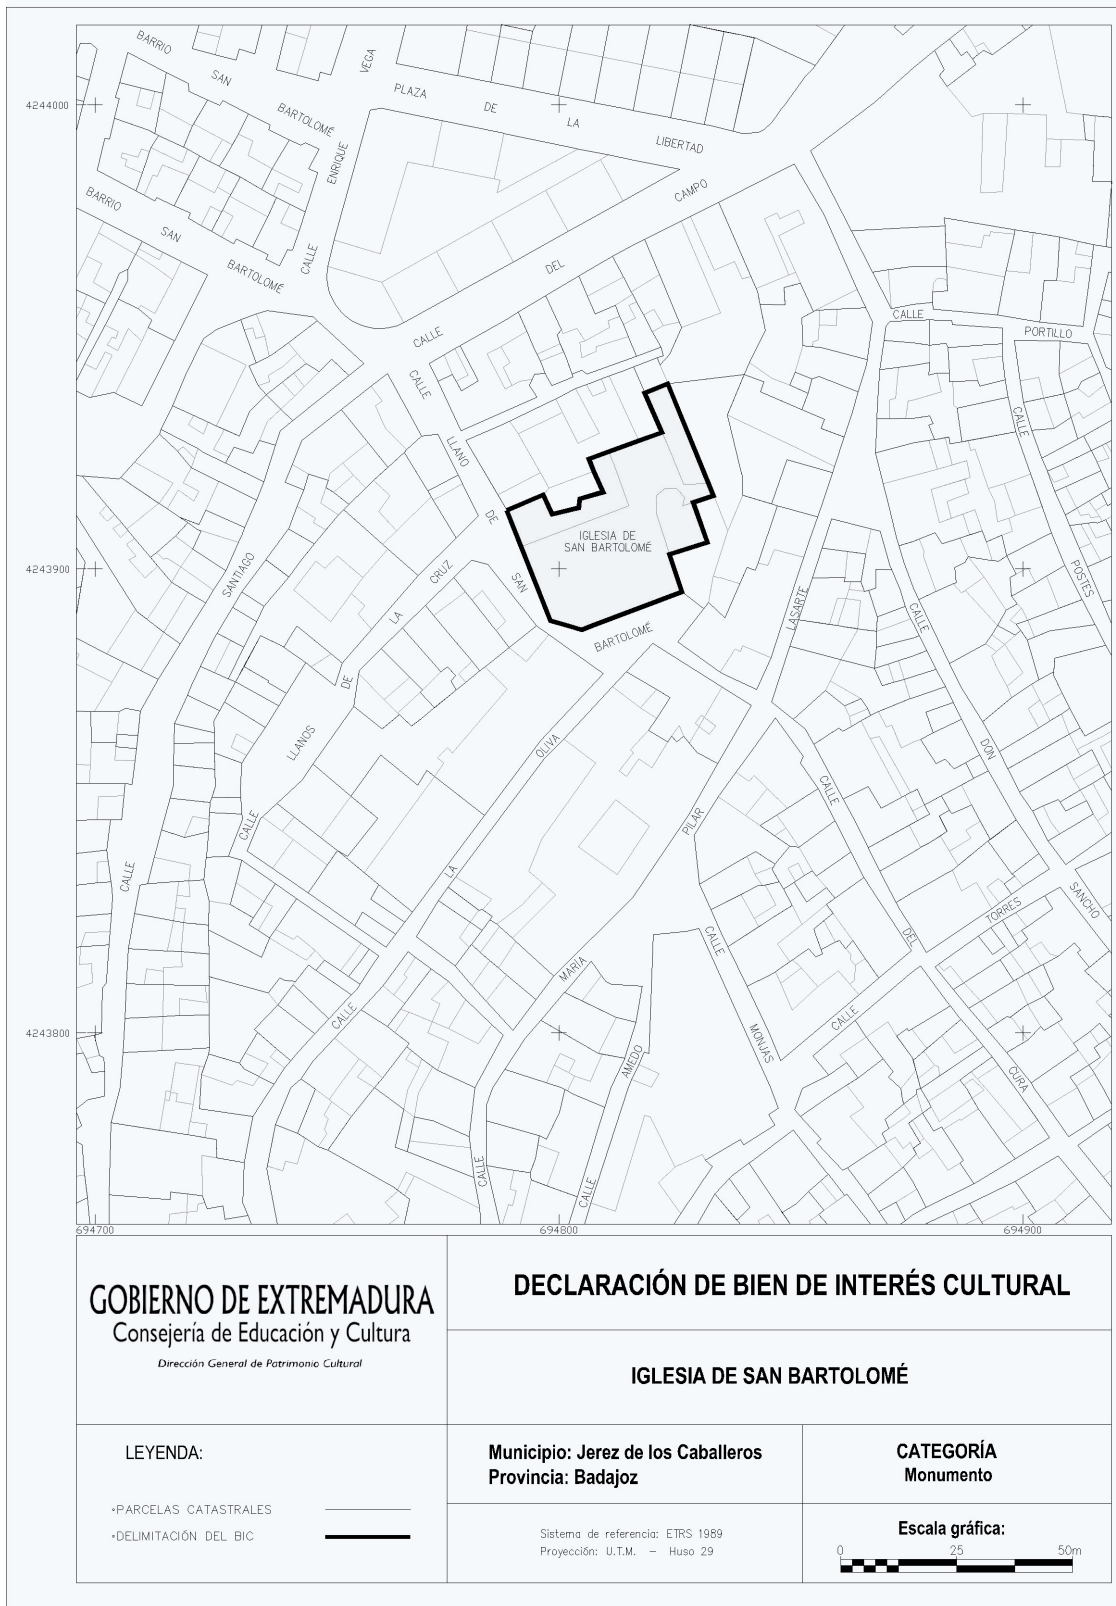 BARRIO SAN BARTOLOMÉ
VEGA
ENRIQUE
CALLE
PLAZA DE LA LIBERTAD
4244000
BARRIO SAN BARTOLOMÉ
CALLE DEL CAMPO
CALLE PORTILLO
CALLE LLANO DE SAN BARTOLOMÉ
CALLE POSTES
IGLESIA DE
SAN BARTOLOMÉ
4243900
CALLE SANTIAGO
CALLE LLANOS DE LA CRUZ
LASARTE
CALLE DON SANCHO
CALLE LA OLIVA
PILAR
MARIA
CALLE
CALLE DEL CURA
CALLE TORRES
CALLE MONJAS
4243800
CALLE AMEDO
694700
694800
694900
GOBIERNO DE EXTREMADURA
Consejería de Educación y Cultura
Dirección General de Patrimonio Cultural
DECLARACIÓN DE BIEN DE INTERÉS CULTURAL
IGLESIA DE SAN BARTOLOMÉ
LEYENDA:
•PARCELAS CATASTRALES
•DELIMITACIÓN DEL BIC
Municipio: Jerez de los Caballeros
Provincia: Badajoz
CATEGORÍA
Monumento
Sistema de referencia: ETRS 1989
Proyección: U.T.M. – Huso 29
Escala gráfica:
0 25 50m